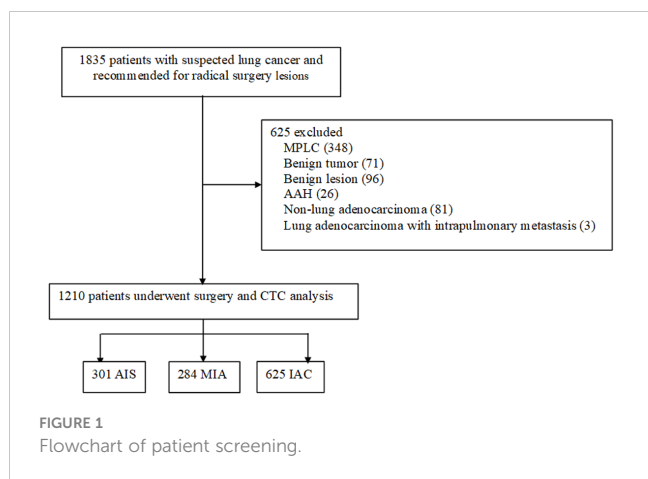 1835 patients with suspected lung cancer and
recommended for radical surgery lesions
625 excluded
MPLC (348)
Benign tumor (71)
Benign lesion (96)
AAH (26)
Non-lung adenocarcinoma (81)
Lung adenocarcinoma with intrapulmonary metastasis (3)
1210 patients underwent surgery and CTC analysis
301 AIS
284 MIA
625 IAC
FIGURE 1
Flowchart of patient screening.